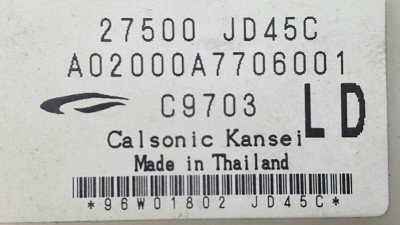 27500 JD45C
A02000A7706001
C9703
LD
Calsonic Kansei
Made in Thailand
*96W01802 JD45C*